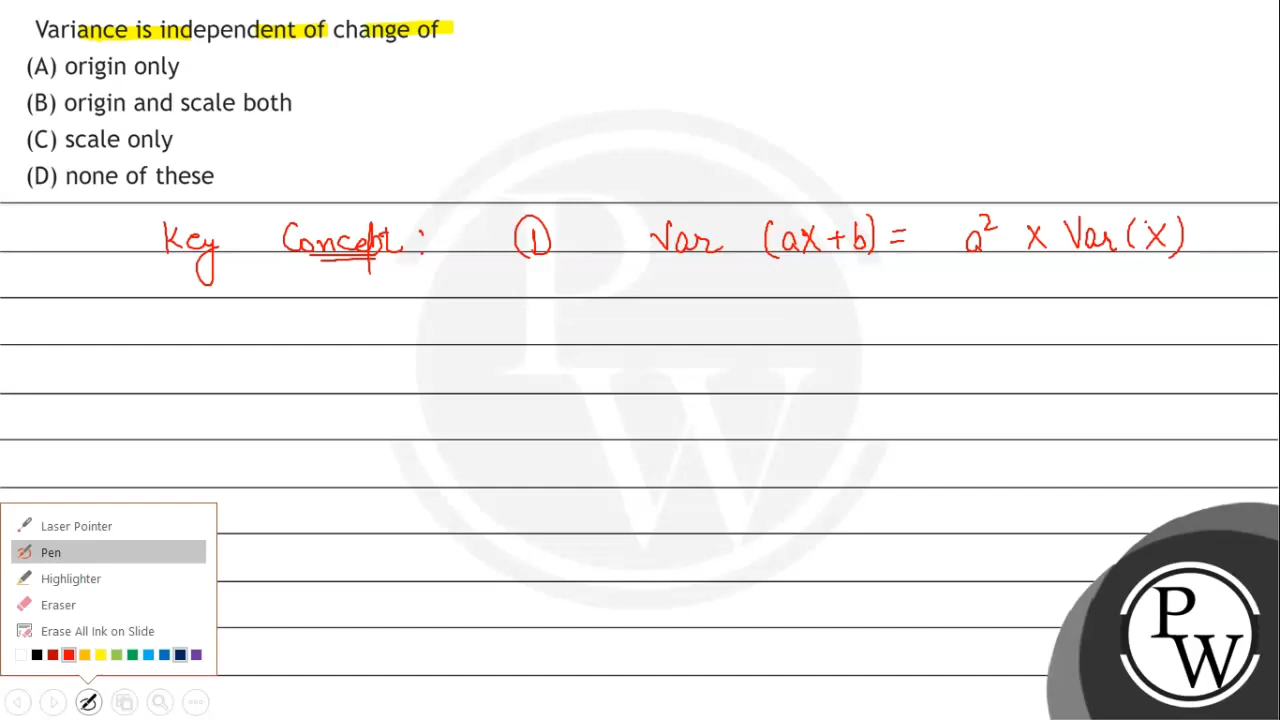 Variance is independent of change of
(A) origin only
(B) origin and scale both
(C) scale only
(D) none of these
Key Concept : ① Var (ax+b) = a² x Var (x)
Laser Pointer
Pen
Highlighter
Eraser
Erase All Ink on Slide
P
W
P
W